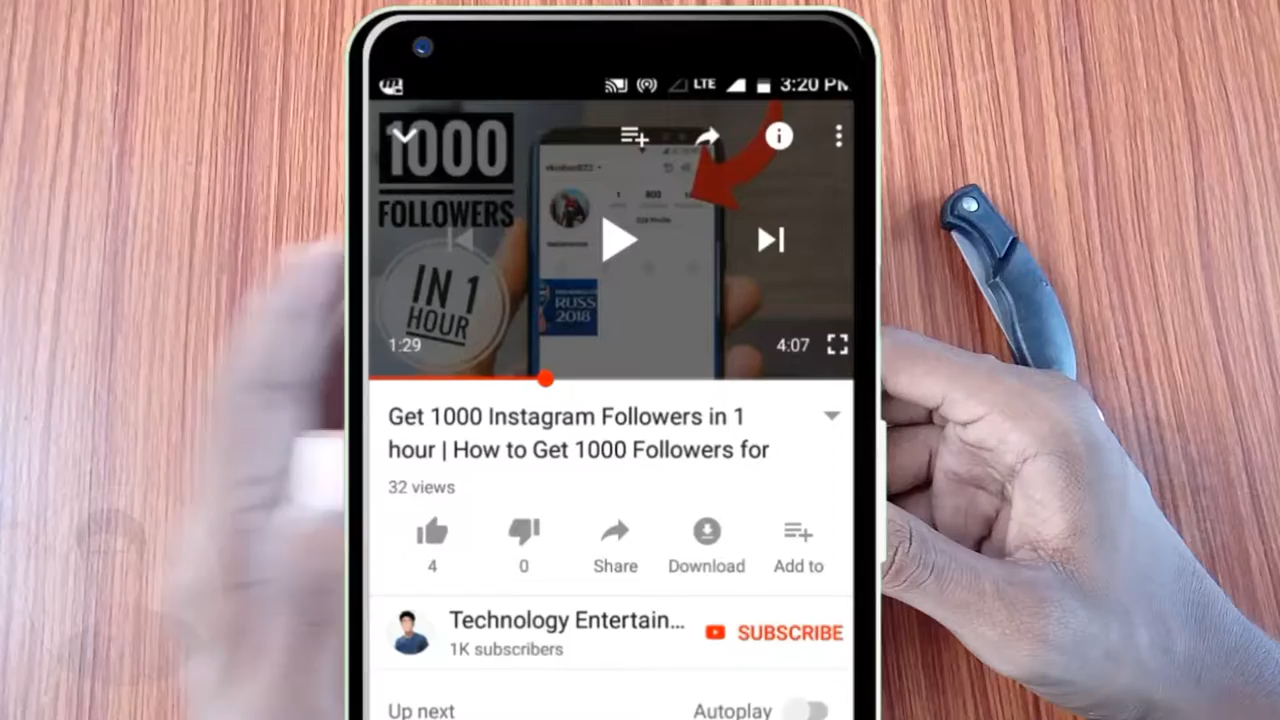 LTE 3:20 PM
1000
FOLLOWERS
IN 1
HOUR
800
RUSS
2018
1:29
4:07
Get 1000 Instagram Followers in 1
hour | How to Get 1000 Followers for
32 views
4
0
Share
Download
Add to
Technology Entertain...
1K subscribers
SUBSCRIBE
Up next
Autoplay